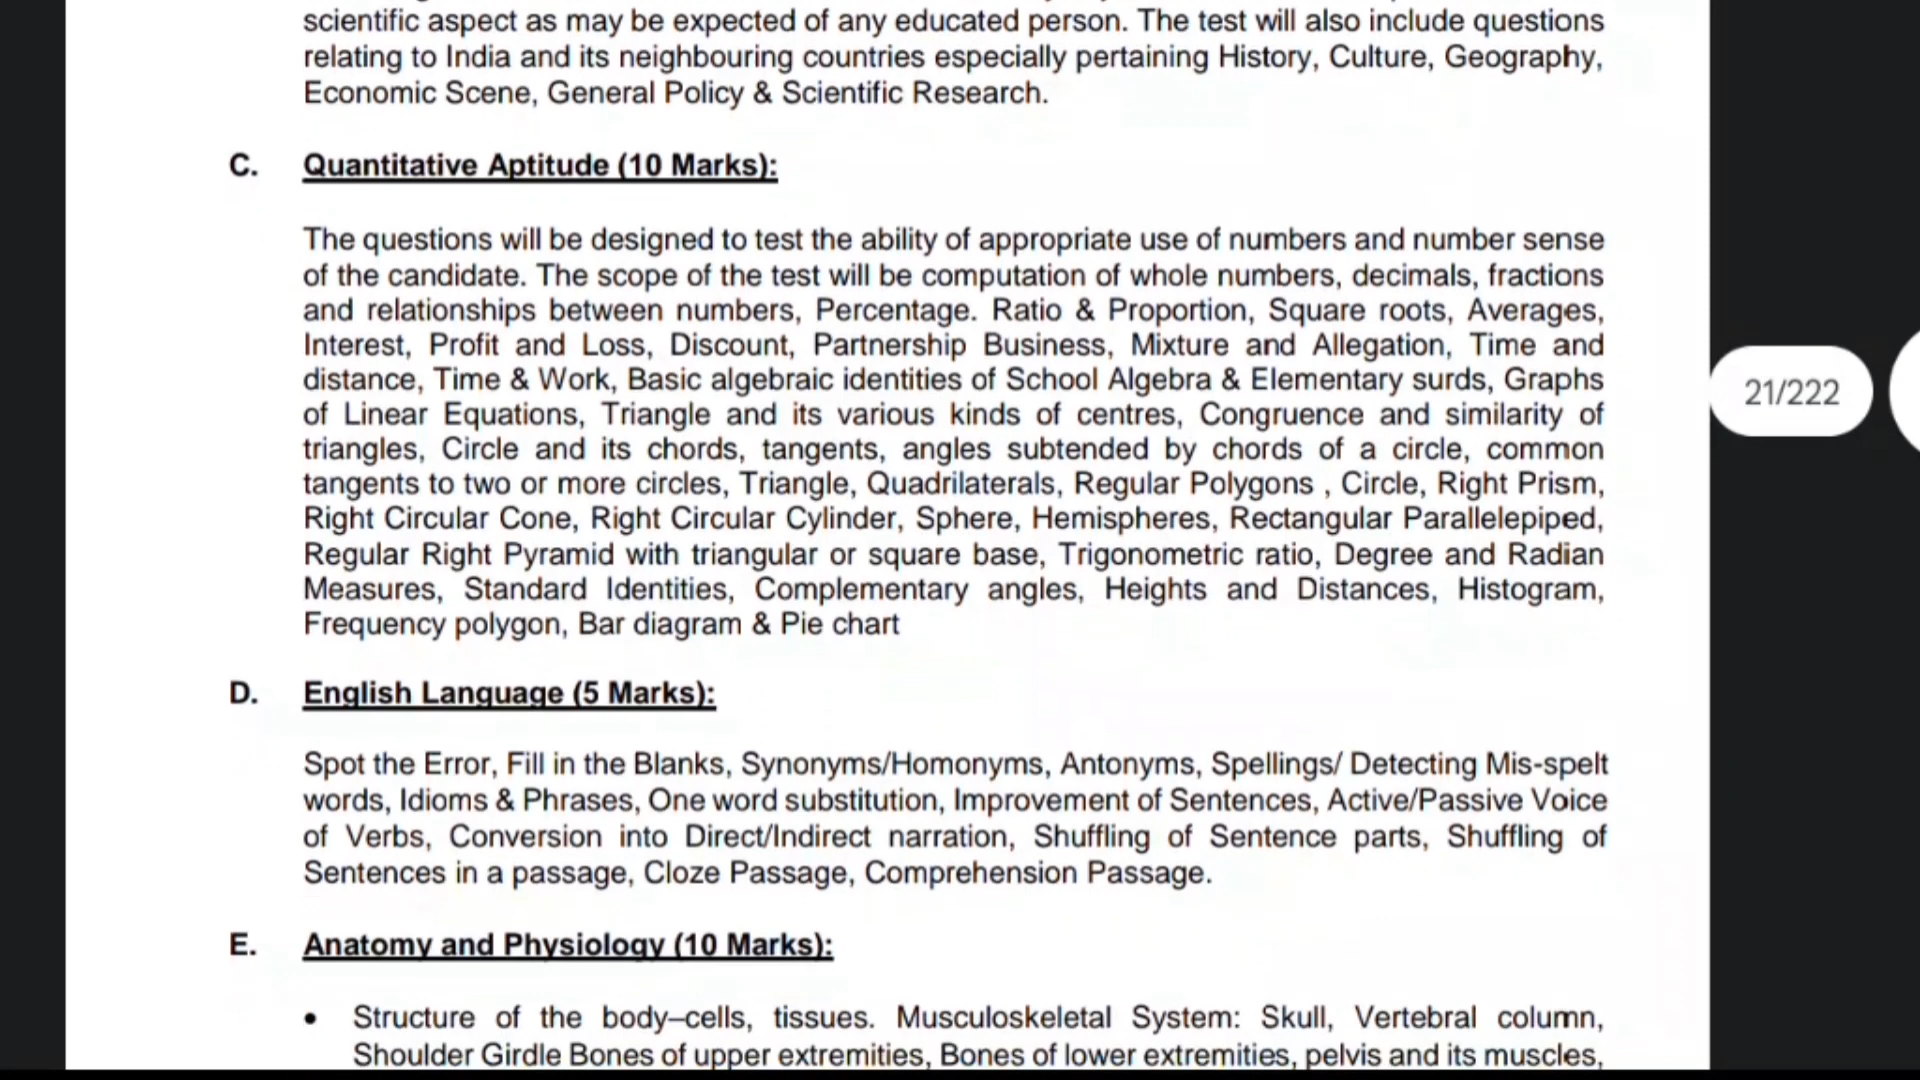 scientific aspect as may be expected of any educated person. The test will also include questions
relating to India and its neighbouring countries especially pertaining History, Culture, Geography,
Economic Scene, General Policy & Scientific Research.
C. Quantitative Aptitude (10 Marks):
The questions will be designed to test the ability of appropriate use of numbers and number sense
of the candidate. The scope of the test will be computation of whole numbers, decimals, fractions
and relationships between numbers, Percentage. Ratio & Proportion, Square roots, Averages,
Interest, Profit and Loss, Discount, Partnership Business, Mixture and Allegation, Time and
distance, Time & Work, Basic algebraic identities of School Algebra & Elementary surds, Graphs
of Linear Equations, Triangle and its various kinds of centres, Congruence and similarity of
triangles, Circle and its chords, tangents, angles subtended by chords of a circle, common
tangents to two or more circles, Triangle, Quadrilaterals, Regular Polygons , Circle, Right Prism,
Right Circular Cone, Right Circular Cylinder, Sphere, Hemispheres, Rectangular Parallelepiped,
Regular Right Pyramid with triangular or square base, Trigonometric ratio, Degree and Radian
Measures, Standard Identities, Complementary angles, Heights and Distances, Histogram,
Frequency polygon, Bar diagram & Pie chart
D. English Language (5 Marks):
Spot the Error, Fill in the Blanks, Synonyms/Homonyms, Antonyms, Spellings/ Detecting Mis-spelt
words, Idioms & Phrases, One word substitution, Improvement of Sentences, Active/Passive Voice
of Verbs, Conversion into Direct/Indirect narration, Shuffling of Sentence parts, Shuffling of
Sentences in a passage, Cloze Passage, Comprehension Passage.
E. Anatomy and Physiology (10 Marks):
• Structure of the body–cells, tissues. Musculoskeletal System: Skull, Vertebral column,
Shoulder Girdle Bones of upper extremities, Bones of lower extremities, pelvis and its muscles,
21/222